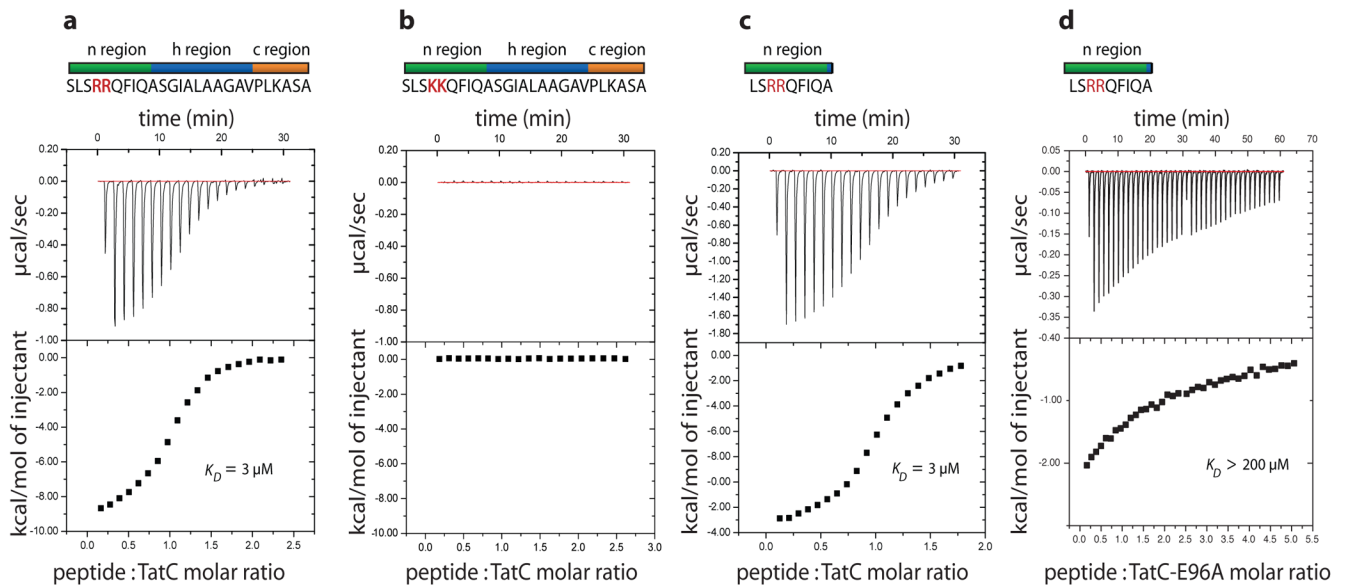 a
n region h region c region
SLSRRQFIQASGIALAAGAVPLKASA
time (min)
0 10 20 30
0.20
0.00
-0.20
-0.40
-0.60
-0.80
-1.00
µcal/sec
0.00
-2.00
-4.00
-6.00
-8.00
-10.00
kcal/mol of injectant
K_D = 3 µM
0.0 0.5 1.0 1.5 2.0 2.5
peptide :TatC molar ratio
b
n region h region c region
SLSKKQFIQASGIALAAGAVPLKASA
time (min)
0 10 20 30
0.20
0.00
-0.20
-0.40
-0.60
-0.80
-1.00
µcal/sec
0.00
-2.00
-4.00
-6.00
-8.00
-10.00
kcal/mol of injectant
0.0 0.5 1.0 1.5 2.0 2.5 3.0
peptide :TatC molar ratio
c
n region
LSRRQFIQA
time (min)
0 10 20 30
0.20
0.00
-0.20
-0.40
-0.60
-0.80
-1.00
-1.20
-1.40
-1.60
-1.80
µcal/sec
0.00
-2.00
-4.00
-6.00
-8.00
-1.00
-2.00
-4.00
kcal/mol of injectant
K_D = 3 µM
0.0 0.5 1.0 1.5 2.0
peptide :TatC molar ratio
d
n region
LSRRQFIQA
time (min)
0 10 20 30 40 50 60 70
0.05
0.00
-0.05
-0.10
-0.15
-0.20
-0.25
-0.30
-0.35
-0.40
µcal/sec
-1.00
-2.00
kcal/mol of injectant
K_D > 200 µM
0.0 0.5 1.0 1.5 2.0 2.5 3.0 3.5 4.0 4.5 5.0 5.5
peptide :TatC-E96A molar ratio